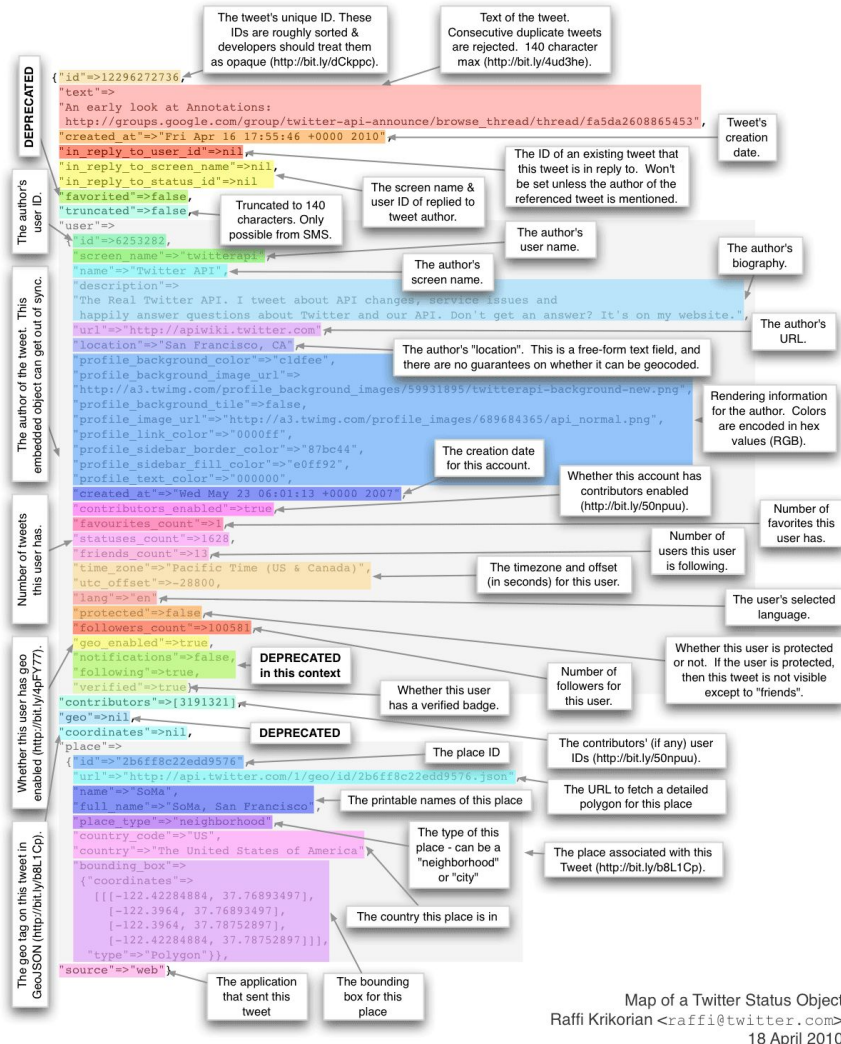 The tweet's unique ID. These
IDs are roughly sorted &
developers should treat them
as opaque (http://bit.ly/dCkppc).
Text of the tweet.
Consecutive duplicate tweets
are rejected. 140 character
max (http://bit.ly/4ud3he).
DEPRECATED
{"id"=>12296272736,
"text"=>
"An early look at Annotations:
http://groups.google.com/group/twitter-api-announce/browse_thread/thread/fa5da2608865453",
"created_at"=>"Fri Apr 16 17:55:46 +0000 2010",
Tweet's
creation
date.
"in_reply_to_user_id"=>nil,
"in_reply_to_screen_name"=>nil,
"in_reply_to_status_id"=>nil
The ID of an existing tweet that
this tweet is in reply to. Won't
be set unless the author of the
referenced tweet is mentioned.
The screen name &
user ID of replied to
tweet author.
"favorited"=>false,
"truncated"=>false,
Truncated to 140
characters. Only
possible from SMS.
The author's
user ID.
"user"=>
{"id"=>6253282,
"screen_name"=>"twitterapi",
The author's
user name.
"name"=>"Twitter API",
The author's
screen name.
The author's
biography.
"description"=>
"The Real Twitter API. I tweet about API changes, service issues and
happily answer questions about Twitter and our API. Don't get an answer? It's on my website.",
"url"=>"http://apiwiki.twitter.com",
The author's
URL.
"location"=>"San Francisco, CA",
The author's "location". This is a free-form text field, and
there are no guarantees on whether it can be geocoded.
The author of the tweet. This
embedded object can get out of sync.
"profile_background_color"=>"c1dfee",
"profile_background_image_url"=>
"http://a3.twimg.com/profile_background_images/59931895/twitterapi-background-new.png",
"profile_background_tile"=>false,
"profile_image_url"=>"http://a3.twimg.com/profile_images/689684365/api_normal.png",
"profile_link_color"=>"0000ff",
"profile_sidebar_border_color"=>"87bc44",
"profile_sidebar_fill_color"=>"e0ff92",
"profile_text_color"=>"000000",
Rendering information
for the author. Colors
are encoded in hex
values (RGB).
The creation date
for this account.
"created_at"=>"Wed May 23 06:01:13 +0000 2007",
"contributors_enabled"=>true,
Whether this account has
contributors enabled
(http://bit.ly/50npuu).
"favourites_count"=>1,
Number of
favorites this
user has.
"statuses_count"=>1628,
Number of tweets
this user has.
"friends_count"=>13,
Number of
users this user
is following.
"time_zone"=>"Pacific Time (US & Canada)",
"utc_offset"=>-28800,
The timezone and offset
(in seconds) for this user.
"lang"=>"en",
The user's selected
language.
"protected"=>false,
"followers_count"=>100581,
"geo_enabled"=>true,
"notifications"=>false,
"following"=>true,
DEPRECATED
in this context
"verified"=>true},
Whether this user
has a verified badge.
Number of
followers for
this user.
Whether this user is protected
or not. If the user is protected,
then this tweet is not visible
except to "friends".
Whether this user has geo
enabled (http://bit.ly/4pFY77).
"contributors"=>[3191321],
"geo"=>nil,
DEPRECATED
"coordinates"=>nil,
The contributors' (if any) user
IDs (http://bit.ly/50npuu).
"place"=>
{"id"=>"2b6ff8c22edd9576",
The place ID
"url"=>"http://api.twitter.com/1/geo/id/2b6ff8c22edd9576.json",
The URL to fetch a detailed
polygon for this place
"name"=>"SoMa",
"full_name"=>"SoMa, San Francisco",
The printable names of this place
"place_type"=>"neighborhood",
The type of this
place - can be a
"neighborhood"
or "city"
"country_code"=>"US",
"country"=>"The United States of America",
The place associated with this
Tweet (http://bit.ly/b8L1Cp).
The geo tag on this tweet in
GeoJSON (http://bit.ly/b8L1Cp).
"bounding_box"=>
{"coordinates"=>
[[[-122.42284884, 37.76893497],
[-122.3964, 37.76893497],
[-122.3964, 37.78752897],
[-122.42284884, 37.78752897]]],
"type"=>"Polygon"}},
The country this place is in
"source"=>"web"}
The application
that sent this
tweet
The bounding
box for this
place
Map of a Twitter Status Object
Raffi Krikorian <raffi@twitter.com>
18 April 2010